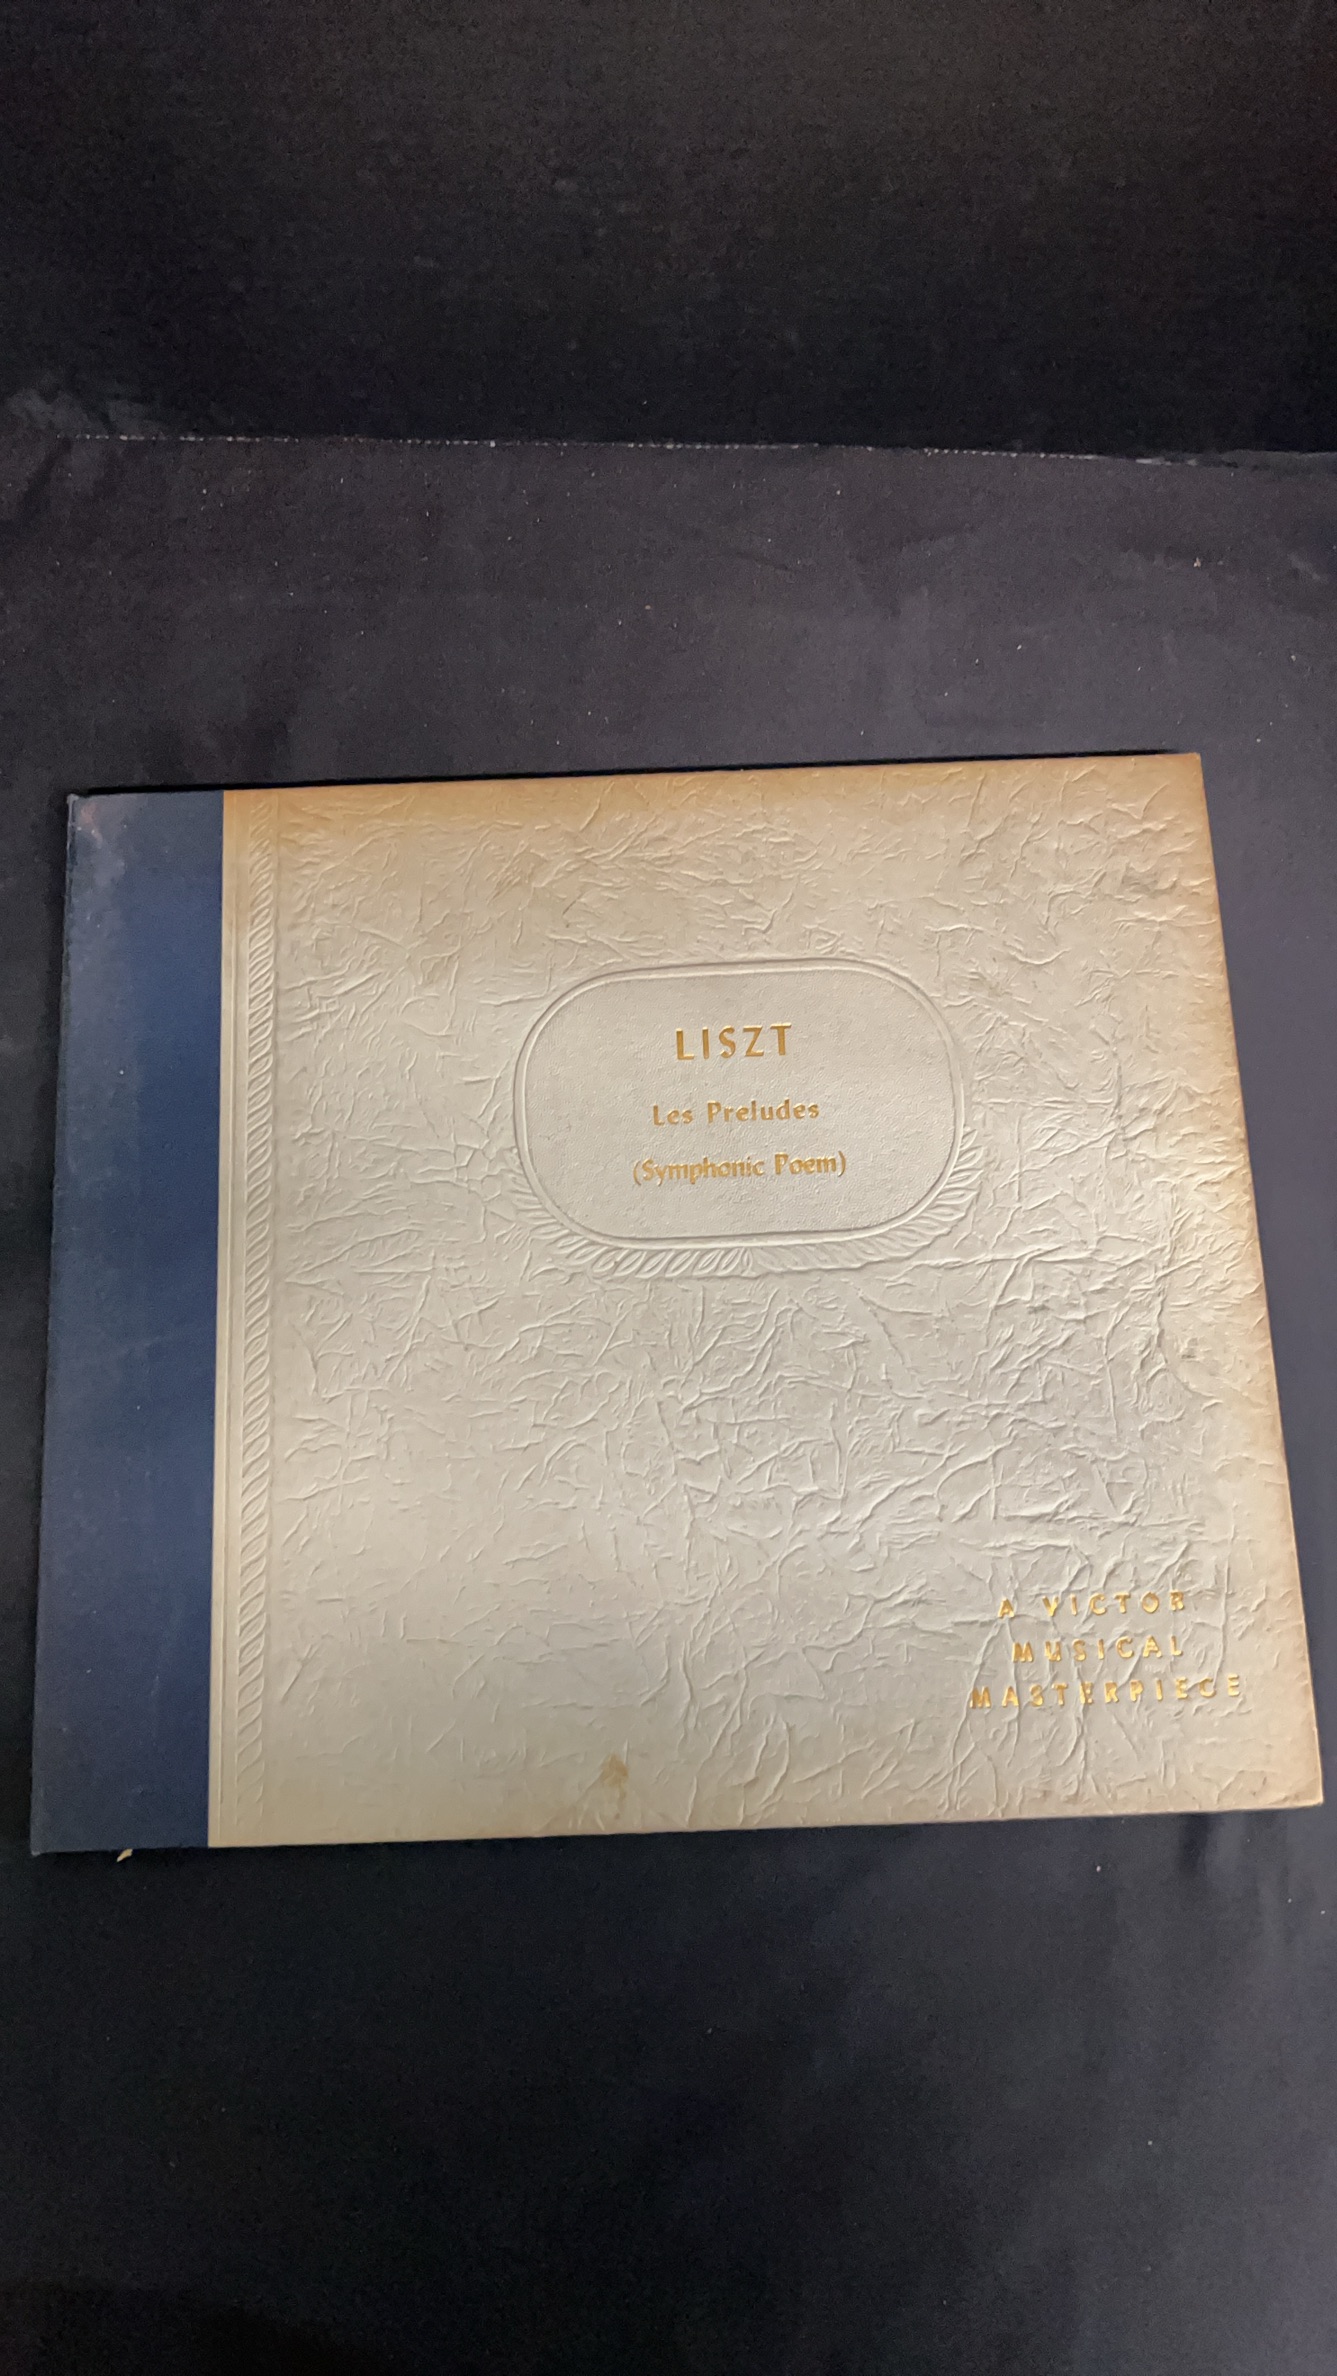 LISZT
Les Preludes
(Symphonic Poem)
A VICTOR
MUSICAL
MASTERPIECE